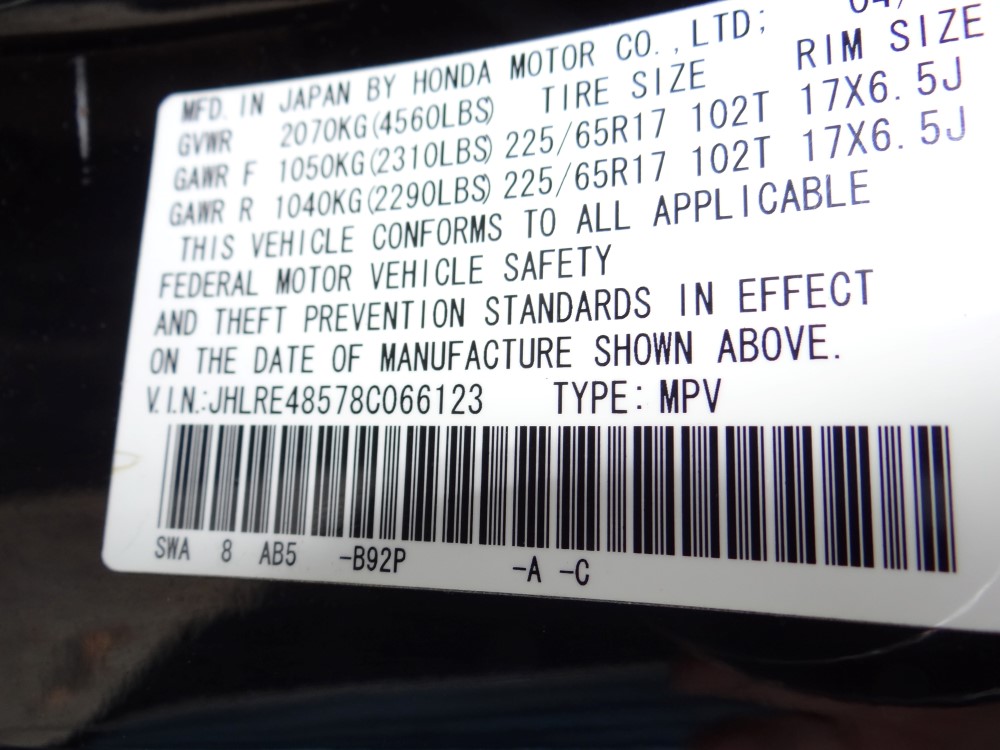 MFD. IN JAPAN BY HONDA MOTOR CO.,LTD; 04/
GVWR 2070KG(4560LBS) TIRE SIZE RIM SIZE
GAWR F 1050KG(2310LBS) 225/65R17 102T 17X6.5J
GAWR R 1040KG(2290LBS) 225/65R17 102T 17X6.5J
THIS VEHICLE CONFORMS TO ALL APPLICABLE
FEDERAL MOTOR VEHICLE SAFETY
AND THEFT PREVENTION STANDARDS IN EFFECT
ON THE DATE OF MANUFACTURE SHOWN ABOVE.
V.I.N.:JHLRE48578C066123 TYPE: MPV
SWA 8 AB5 -B92P -A -C